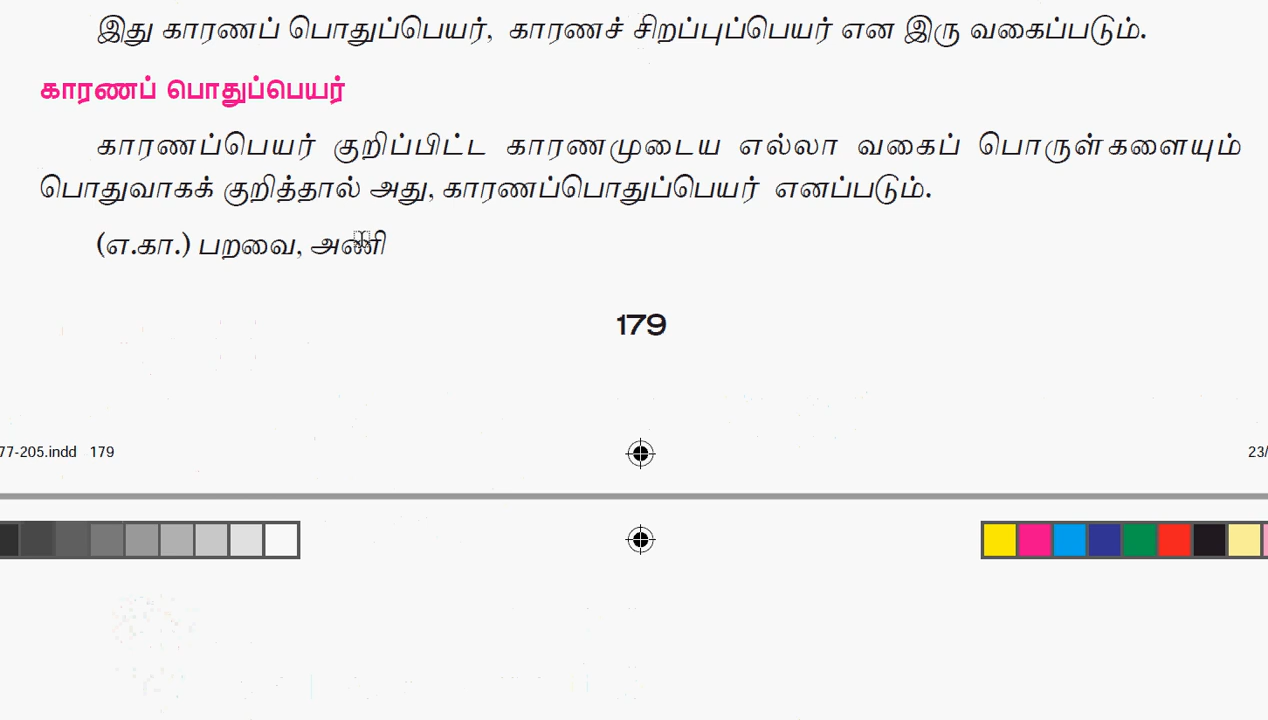 இது காரணப் பொதுப்பெயர், காரணச் சிறப்புப்பெயர் என இரு வகைப்படும்.
காரணப் பொதுப்பெயர்
காரணப்பெயர் குறிப்பிட்ட காரணமுடைய எல்லா வகைப் பொருள்களையும்
பொதுவாகக் குறித்தால் அது, காரணப்பொதுப்பெயர் எனப்படும்.
(எ.கா.) பறவை, அணி
179
77-205.indd 179
23/